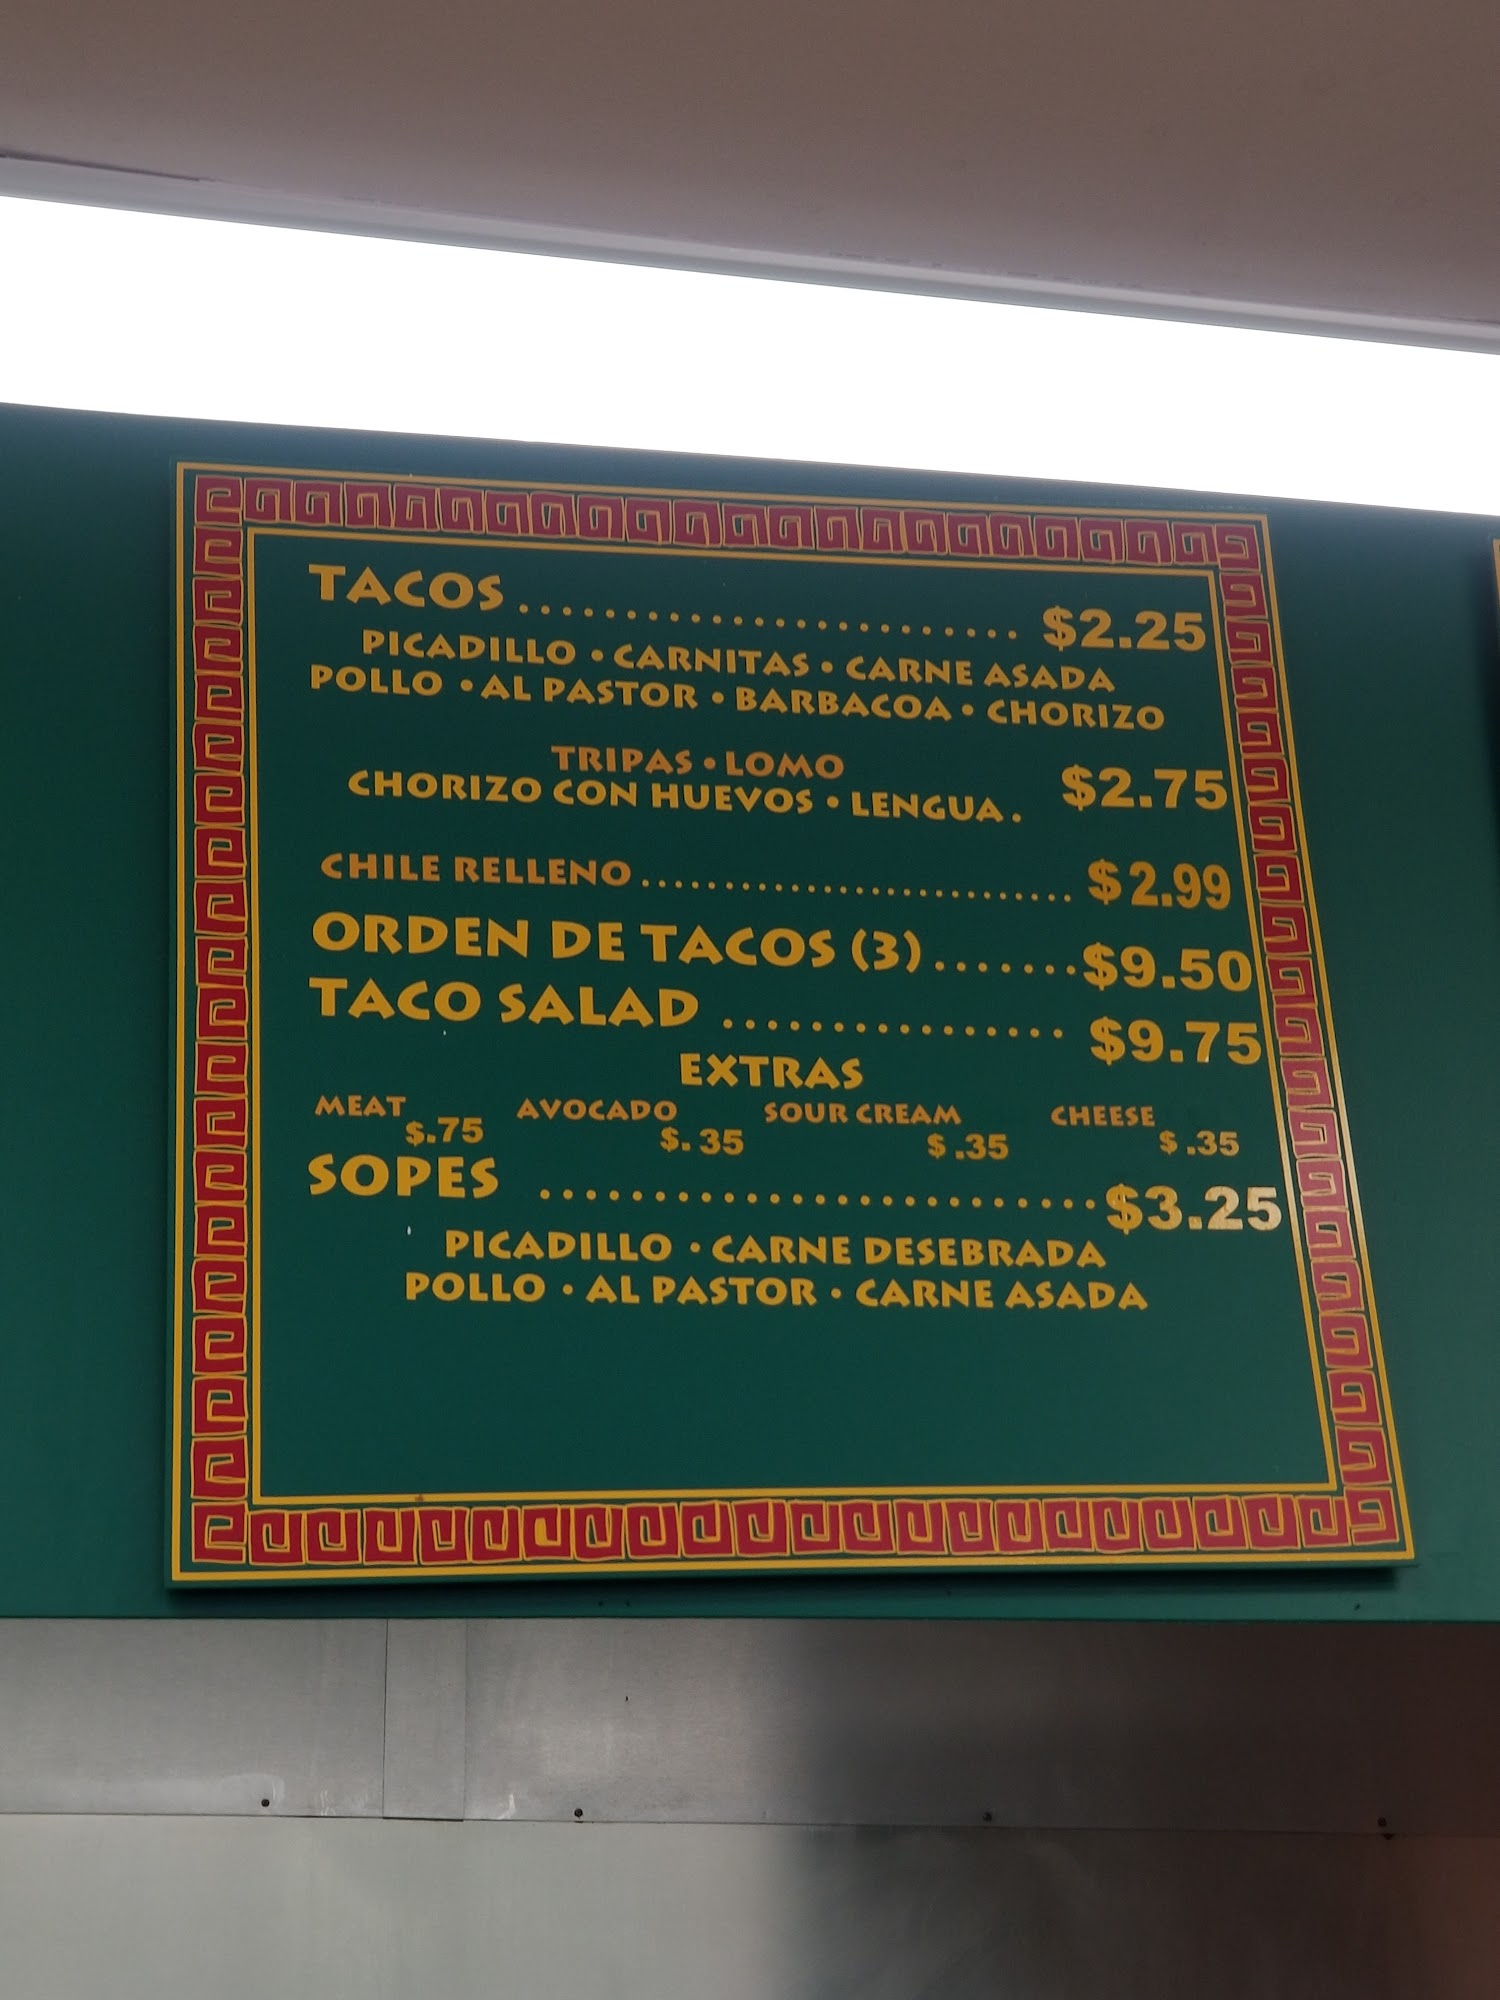 TACOS ........................ $2.25
PICADILLO • CARNITAS • CARNE ASADA
POLLO • AL PASTOR • BARBACOA • CHORIZO
TRIPAS • LOMO
CHORIZO CON HUEVOS • LENGUA . $2.75
CHILE RELLENO .......................... $2.99
ORDEN DE TACOS (3) ....... $9.50
TACO SALAD ................ $9.75
EXTRAS
MEAT $.75 AVOCADO $.35 SOUR CREAM $.35 CHEESE $.35
SOPES ......................... $3.25
PICADILLO • CARNE DESEBRADA
POLLO • AL PASTOR • CARNE ASADA